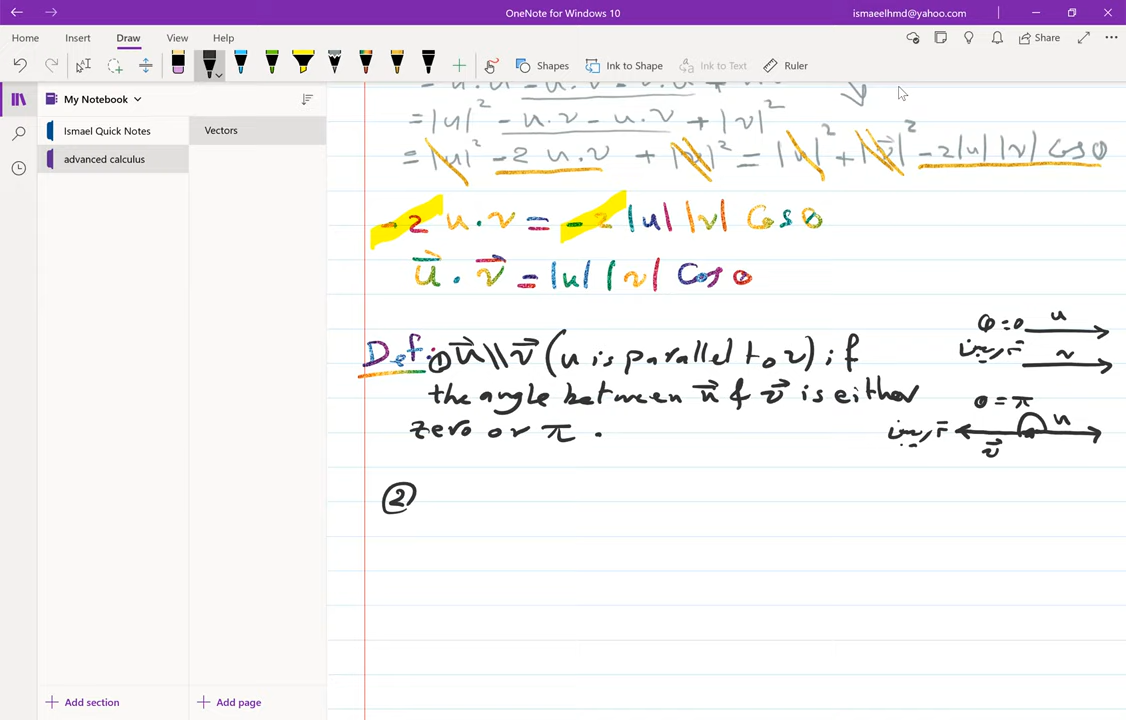 OneNote for Windows 10
ismaeelhmd@yahoo.com
Home Insert Draw View Help
Share
Shapes Ink to Shape Ink to Text Ruler
My Notebook
Ismael Quick Notes
advanced calculus
Vectors
Add section
Add page
= |u|² - u.v - u.v + |v|²
= |u|² - 2 u.v + |v|² = |u|² + |v⃗|² - 2|u| |v| Cos θ
-2 u.v = -2 |u| |v| Cos θ
u⃗ . v⃗ = |u| |v| Cos θ
Def: ① u⃗ // v⃗ (u is parallel to v) if
the angle between u⃗ & v⃗ is either
zero or π .
θ = 0 u
v
θ = π
u
v⃗
②